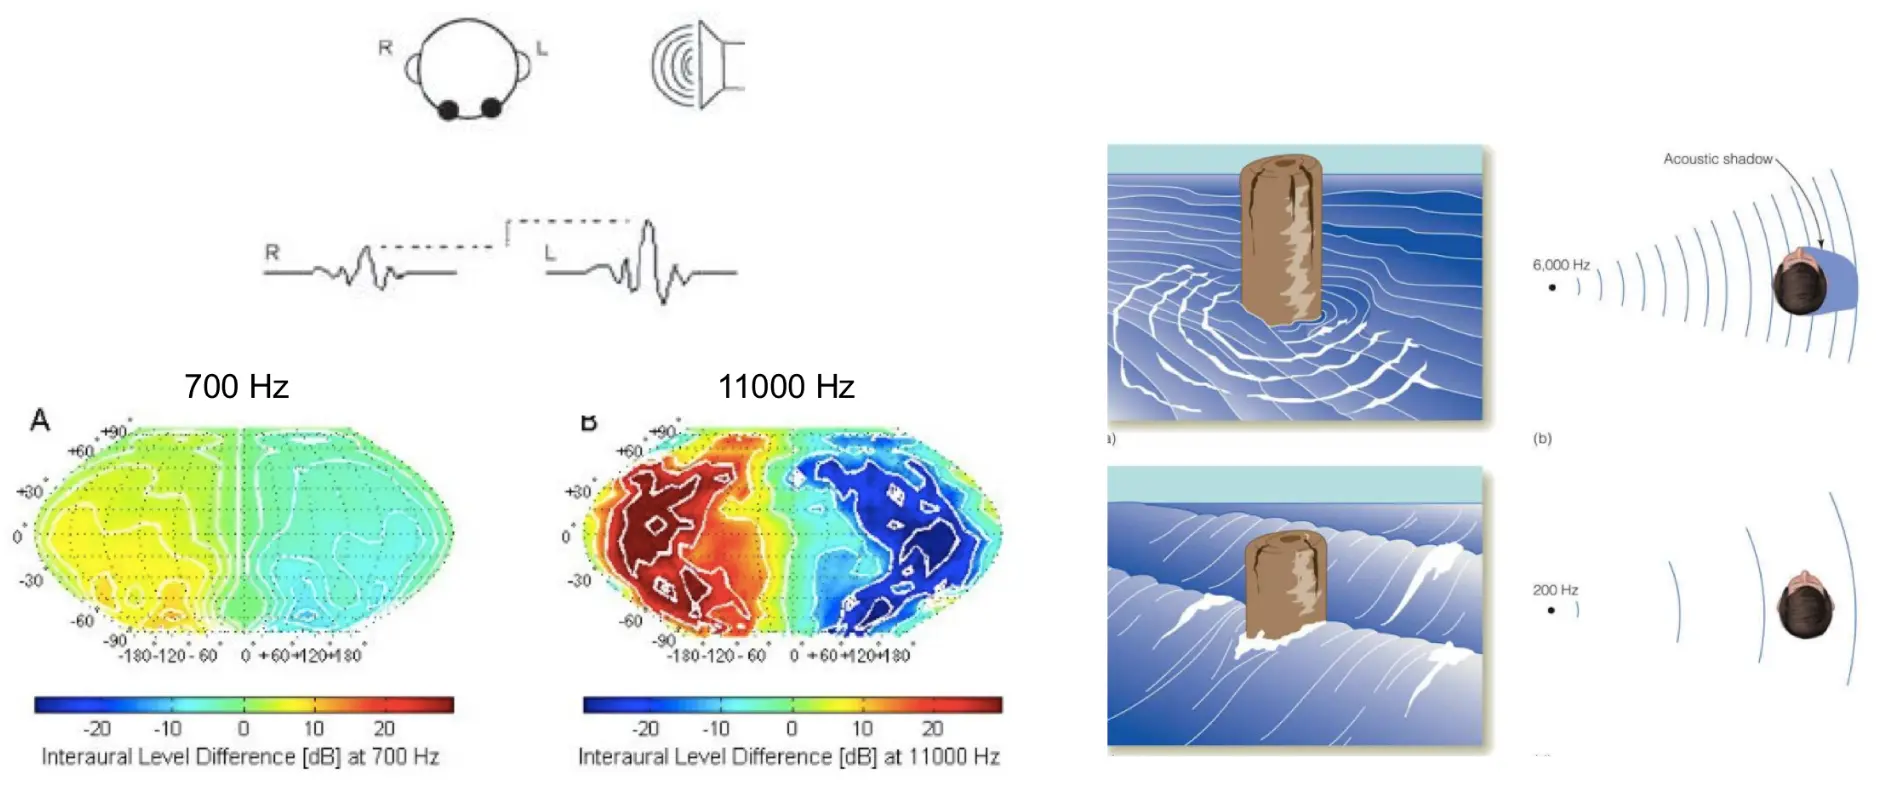 R
L
R
L
700 Hz
11000 Hz
A
+90°
+60°
+30°
0°
-30
-60
-90
-180-120 - 60 0 +60+120+180
-20 -10 0 10 20
Interaural Level Difference [dB] at 700 Hz
B
+90°
+60°
+30°
0°
-30
-60
-90
-180-120 - 60 0 +60+120+180
-20 -10 0 10 20
Interaural Level Difference [dB] at 11000 Hz
Acoustic shadow
6,000 Hz
a)
(b)
200 Hz